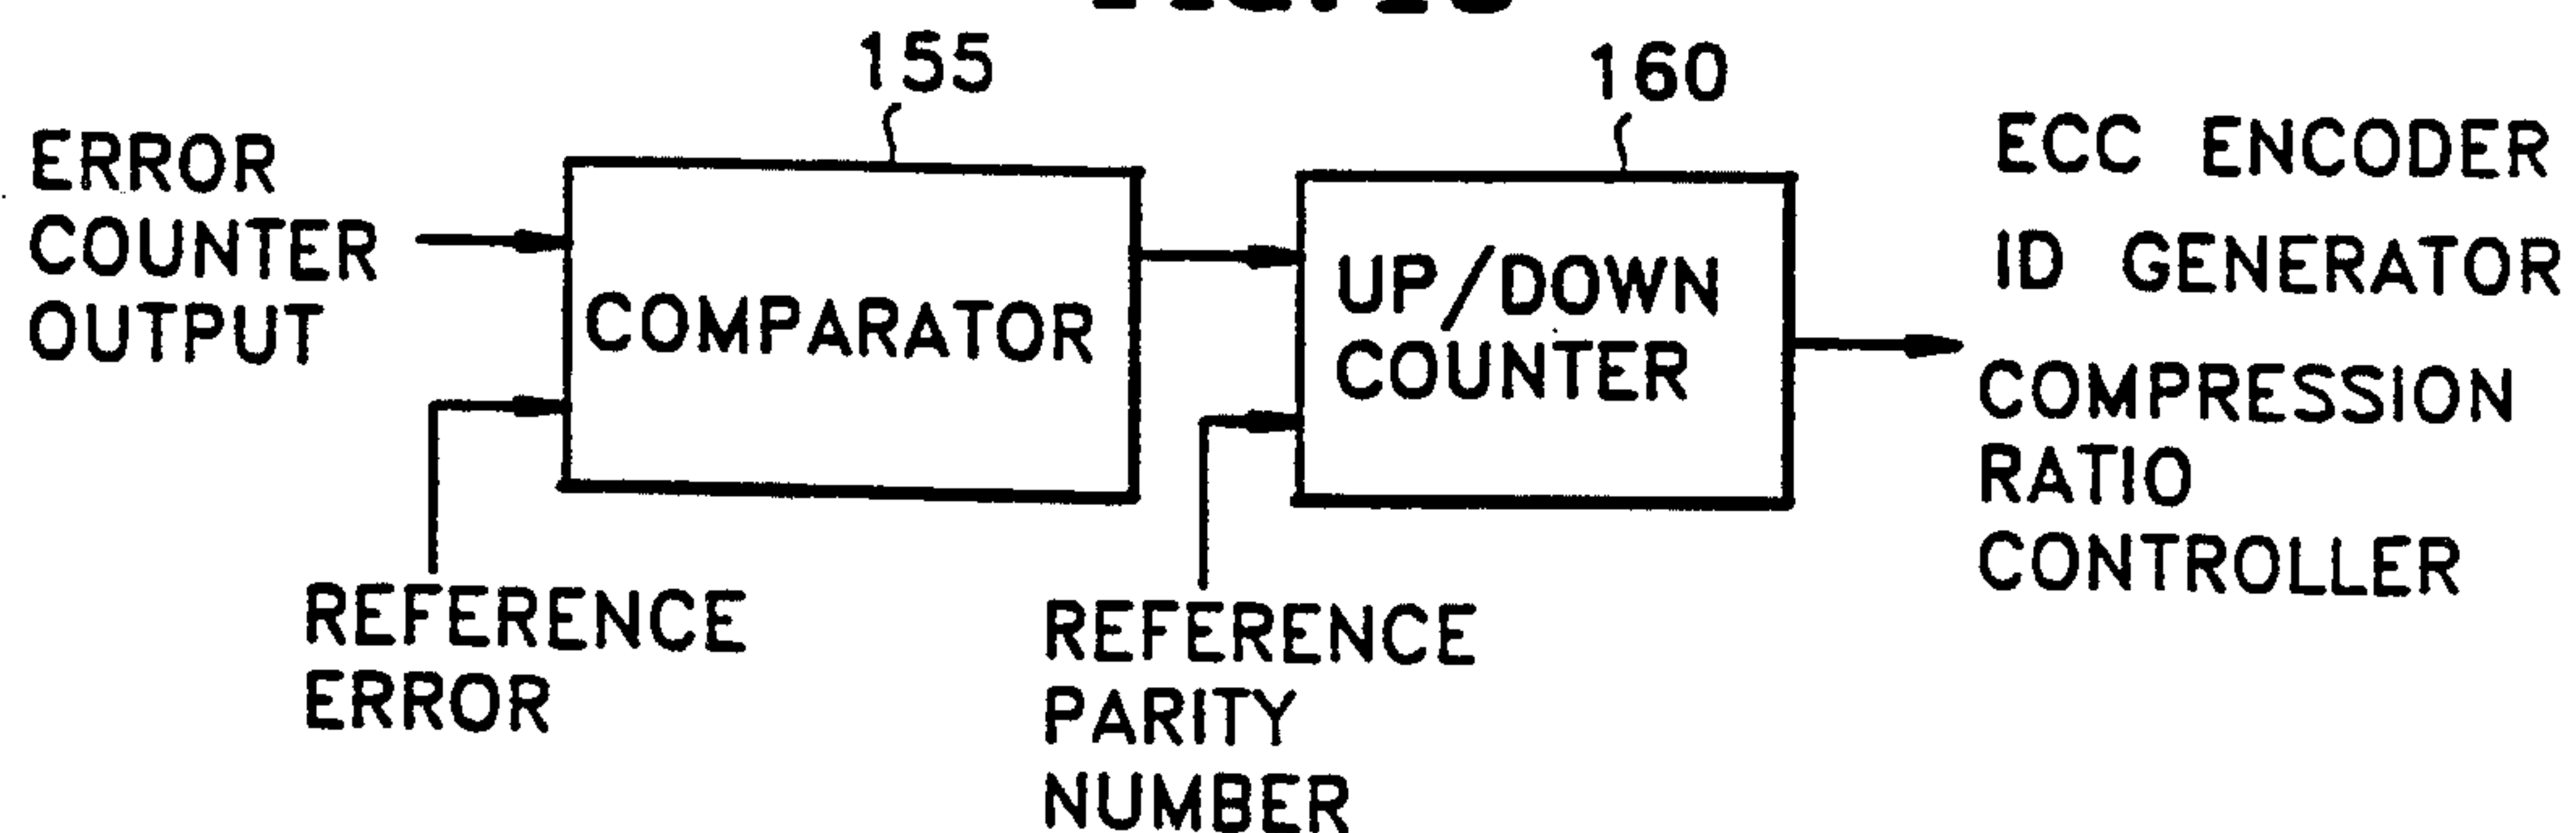 155
160
ERROR
COUNTER
OUTPUT
COMPARATOR
UP/DOWN
COUNTER
ECC ENCODER
ID GENERATOR
COMPRESSION
RATIO
CONTROLLER
REFERENCE
ERROR
REFERENCE
PARITY
NUMBER